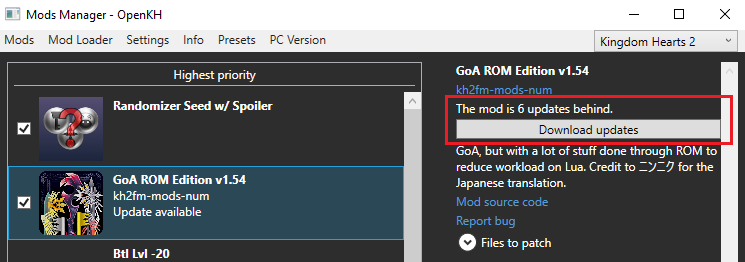 Mods Manager - OpenKH
Mods Mod Loader Settings Info Presets PC Version
Kingdom Hearts 2
Highest priority
Randomizer Seed w/ Spoiler
GoA ROM Edition v1.54
kh2fm-mods-num
Update available
Btl Lvl -20
GoA ROM Edition v1.54
kh2fm-mods-num
The mod is 6 updates behind.
Download updates
GoA, but with a lot of stuff done through ROM to
reduce workload on Lua. Credit to ニンニク for the
Japanese translation.
Mod source code
Report bug
Files to patch